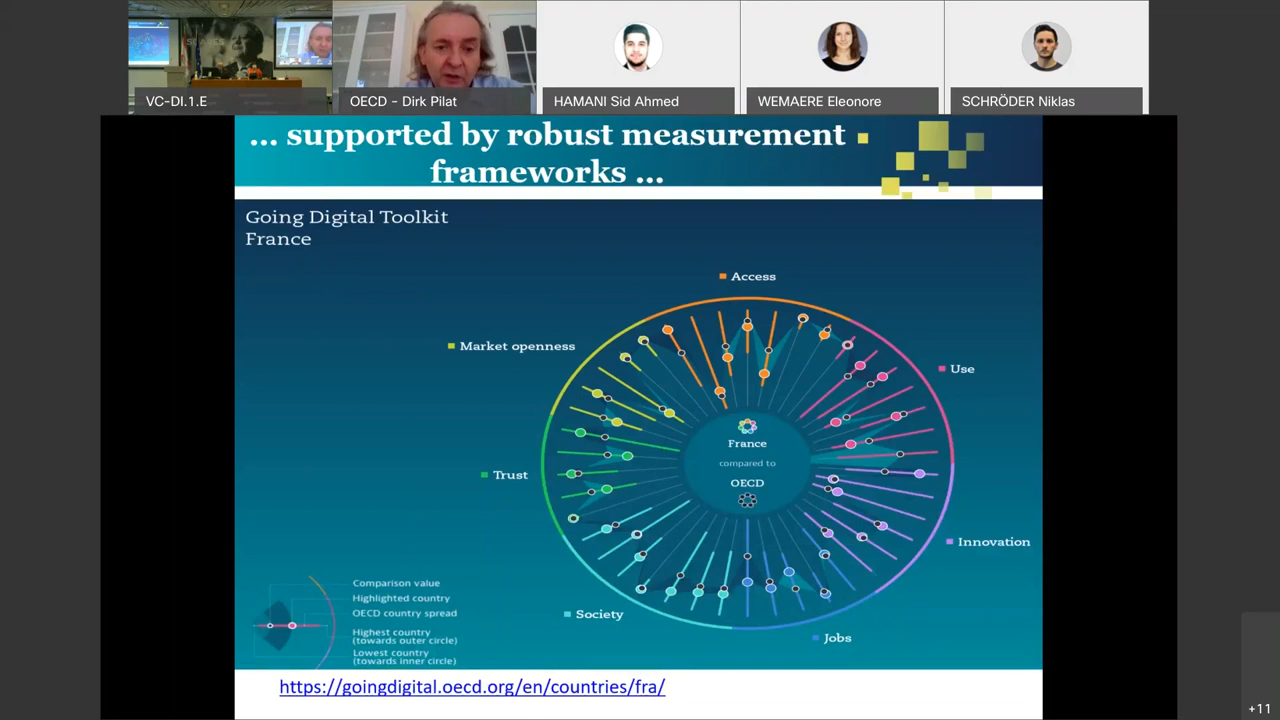 VC-DI.1.E
OECD - Dirk Pilat
HAMANI Sid Ahmed
WEMAERE Eleonore
SCHRÖDER Niklas
... supported by robust measurement
frameworks ...
Going Digital Toolkit
France
Access
Market openness
Use
France
compared to
OECD
Trust
Innovation
Society
Jobs
Comparison value
Highlighted country
OECD country spread
Highest country
(towards outer circle)
Lowest country
(towards inner circle)
https://goingdigital.oecd.org/en/countries/fra/
+11